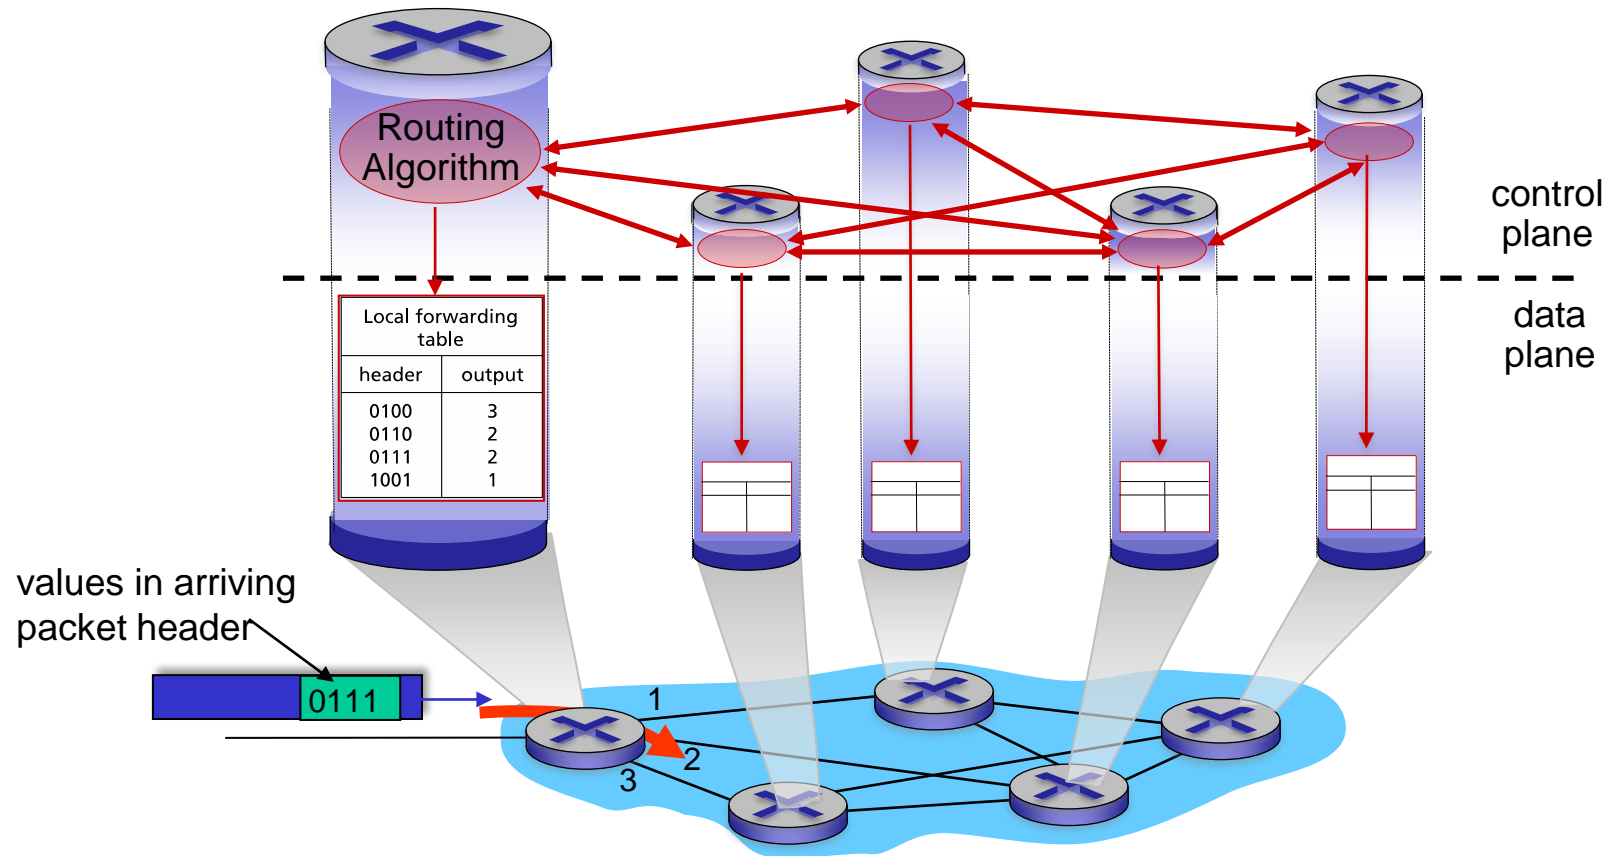 Routing
Algorithm
control
plane
data
plane
Local forwarding
table
header output
0100 3
0110 2
0111 2
1001 1
values in arriving
packet header
0111
1
2
3